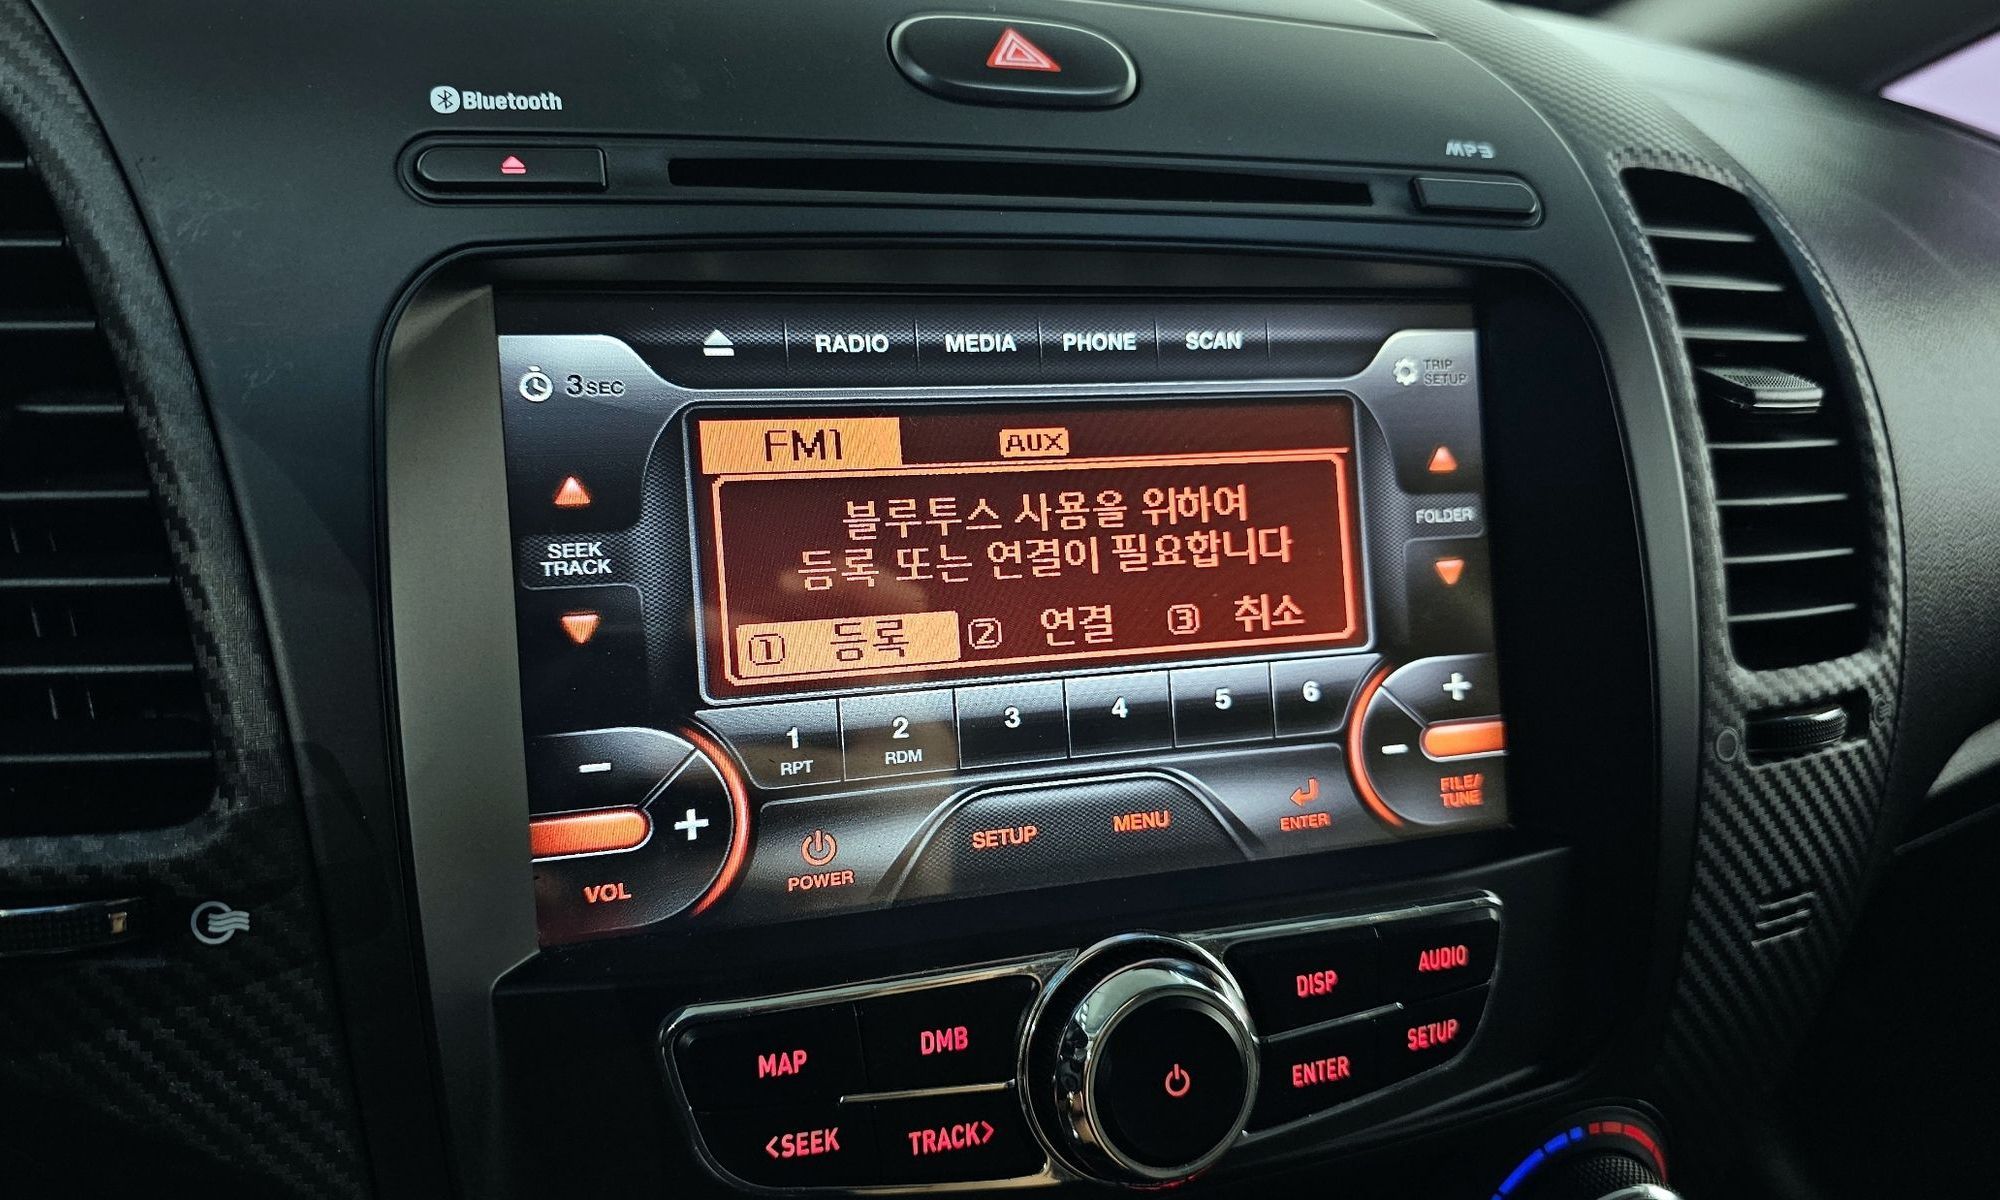 Bluetooth
MP3
RADIO MEDIA PHONE SCAN
3 SEC
TRIP
SETUP
FM1 AUX
블루투스 사용을 위하여
등록 또는 연결이 필요합니다
① 등록 ② 연결 ③ 취소
SEEK
TRACK
FOLDER
1 2 3 4 5 6
RPT RDM
- +
VOL
+ -
FILE/
TUNE
POWER
SETUP MENU
ENTER
MAP DMB
<SEEK TRACK>
DISP AUDIO
ENTER SETUP